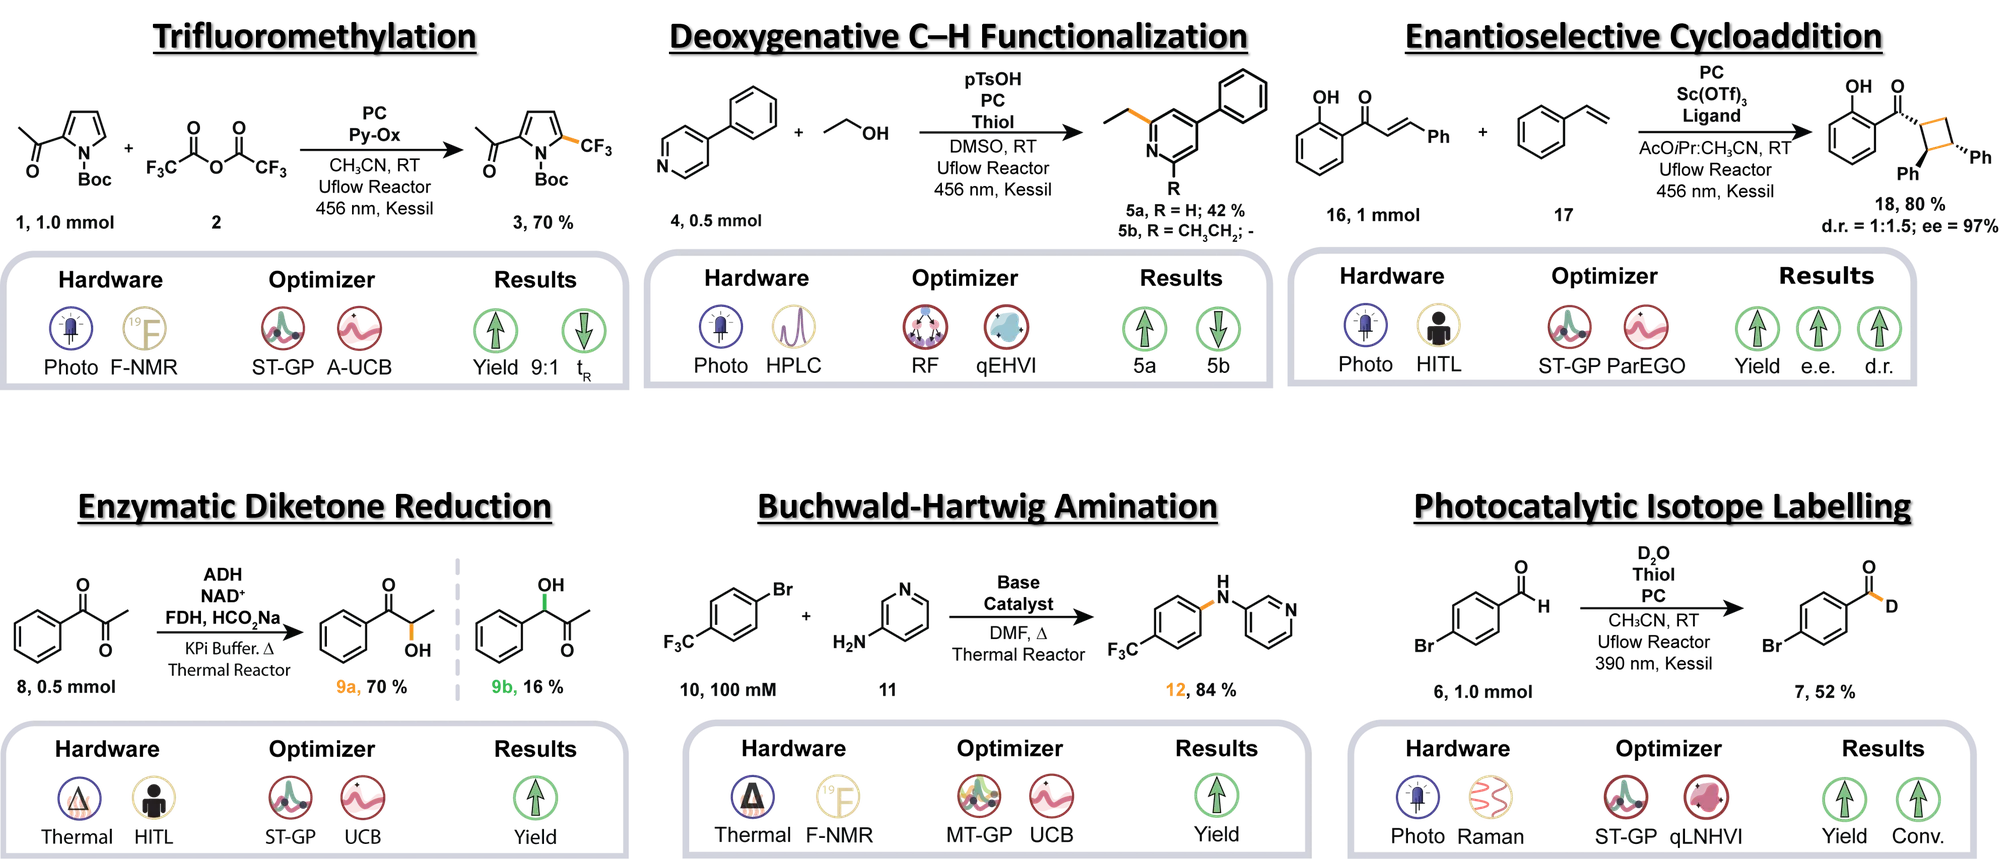 Trifluoromethylation
O
N
Boc
1, 1.0 mmol
+
F₃C
O
O
O
CF₃
2
PC
Py-Ox
CH₃CN, RT
Uflow Reactor
456 nm, Kessil
O
N
Boc
CF₃
3, 70 %
Hardware
Optimizer
Results
19F
Photo
F-NMR
ST-GP
A-UCB
Yield
9:1
tR
Deoxygenative C–H Functionalization
N
4, 0.5 mmol
+
OH
pTsOH
PC
Thiol
DMSO, RT
Uflow Reactor
456 nm, Kessil
N
R
5a, R = H; 42 %
5b, R = CH₃CH₂; -
Hardware
Optimizer
Results
Photo
HPLC
RF
qEHVI
5a
5b
Enantioselective Cycloaddition
OH
O
Ph
16, 1 mmol
+
17
PC
Sc(OTf)₃
Ligand
AcOiPr:CH₃CN, RT
Uflow Reactor
456 nm, Kessil
OH
O
Ph
Ph
18, 80 %
d.r. = 1:1.5; ee = 97%
Hardware
Optimizer
Results
Photo
HITL
ST-GP
ParEGO
Yield
e.e.
d.r.
Enzymatic Diketone Reduction
O
O
8, 0.5 mmol
ADH
NAD⁺
FDH, HCO₂Na
KPi Buffer. Δ
Thermal Reactor
O
OH
9a, 70 %
OH
O
9b, 16 %
Hardware
Optimizer
Results
Δ
Thermal
HITL
ST-GP
UCB
Yield
Buchwald-Hartwig Amination
Br
F₃C
10, 100 mM
+
N
H₂N
11
Base
Catalyst
DMF, Δ
Thermal Reactor
H
N
N
F₃C
12, 84 %
Hardware
Optimizer
Results
Δ
19F
Thermal
F-NMR
MT-GP
UCB
Yield
Photocatalytic Isotope Labelling
O
H
Br
6, 1.0 mmol
D₂O
Thiol
PC
CH₃CN, RT
Uflow Reactor
390 nm, Kessil
O
D
Br
7, 52 %
Hardware
Optimizer
Results
Photo
Raman
ST-GP
qLNHVI
Yield
Conv.